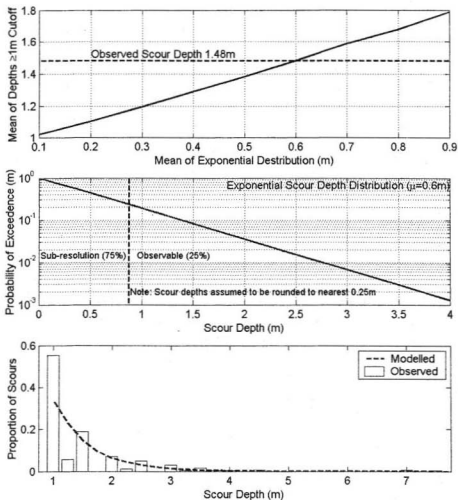 1.8
1.6
1.4
1.2
1
Mean of Depths ≥1m Cutoff
Observed Scour Depth 1.48m
0.1 0.2 0.3 0.4 0.5 0.6 0.7 0.8 0.9
Mean of Exponential Destribution (m)
10^0
10^-1
10^-2
10^-3
Probability of Exceedence (m)
Exponential Scour Depth Distribution (μ=0.6m)
Sub-resolution (75%) Observable (25%)
Note: Scour depths assumed to be rounded to nearest 0.25m
0 0.5 1 1.5 2 2.5 3 3.5 4
Scour Depth (m)
0.6
0.4
0.2
0
Proportion of Scours
Modelled
Observed
1 2 3 4 5 6 7
Scour Depth (m)